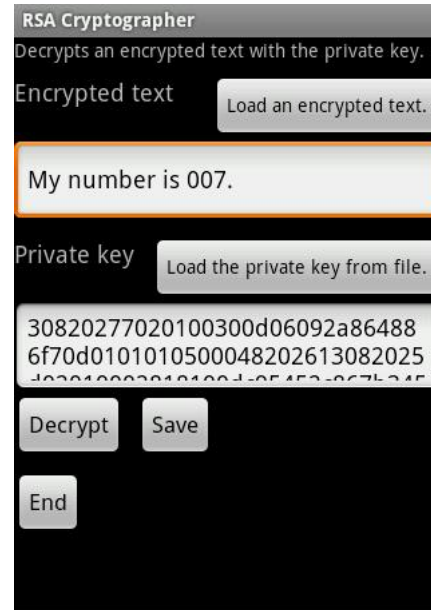 RSA Cryptographer
Decrypts an encrypted text with the private key.
Encrypted text
Load an encrypted text.
My number is 007.
Private key
Load the private key from file.
30820277020100300d06092a86488
6f70d0101010500048202613082025
Decrypt
Save
End